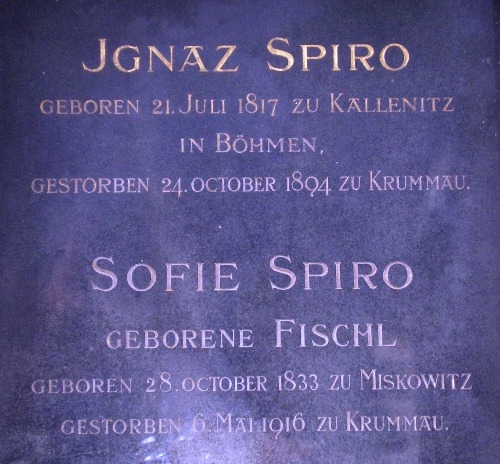 JGNAZ SPIRO
GEBOREN 21. JULI 1817 ZU KALLENITZ
IN BÖHMEN,
GESTORBEN 24. OCTOBER 1894 ZU KRUMMAU.
SOFIE SPIRO
GEBORENE FISCHL
GEBOREN 28. OCTOBER 1833 ZU MISKOWITZ
GESTORBEN 6. MAI 1916 ZU KRUMMAU.